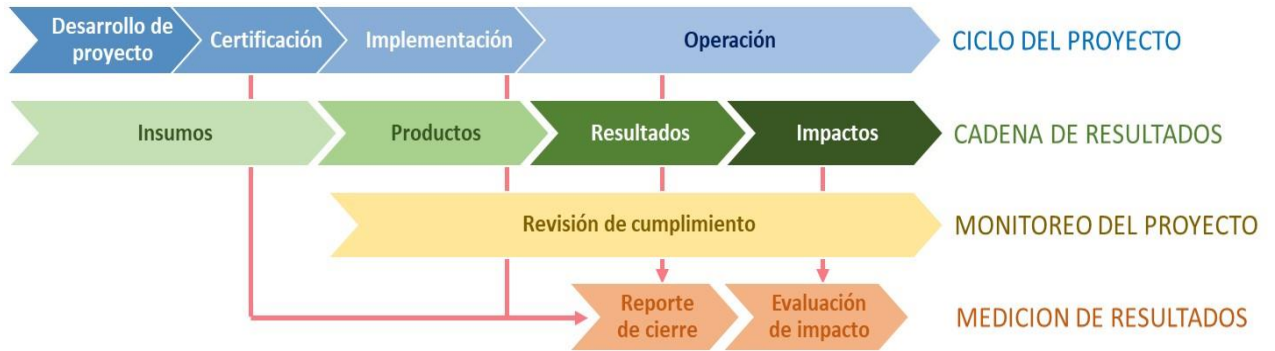 Desarrollo de
proyecto
Certificación
Implementación
Operación
CICLO DEL PROYECTO
Insumos
Productos
Resultados
Impactos
CADENA DE RESULTADOS
Revisión de cumplimiento
MONITOREO DEL PROYECTO
Reporte
de cierre
Evaluación
de impacto
MEDICION DE RESULTADOS